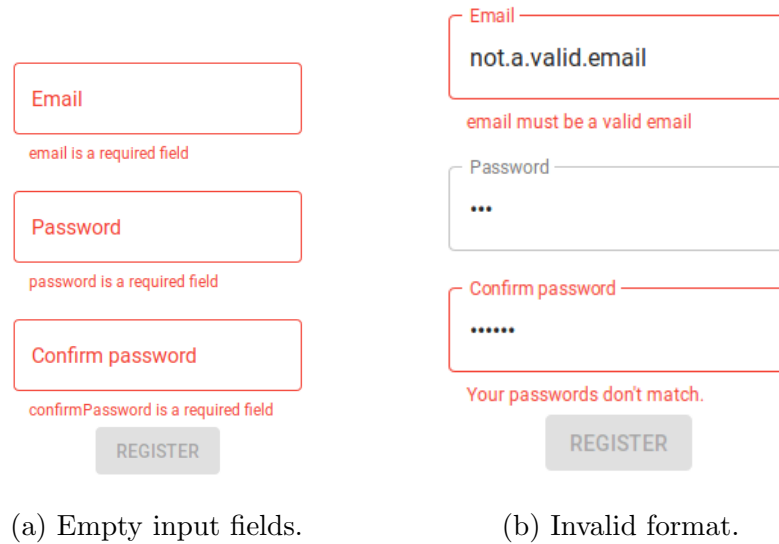 Email
email is a required field
Password
password is a required field
Confirm password
confirmPassword is a required field
REGISTER
(a) Empty input fields.
Email
not.a.valid.email
email must be a valid email
Password
•••
Confirm password
••••••
Your passwords don't match.
REGISTER
(b) Invalid format.